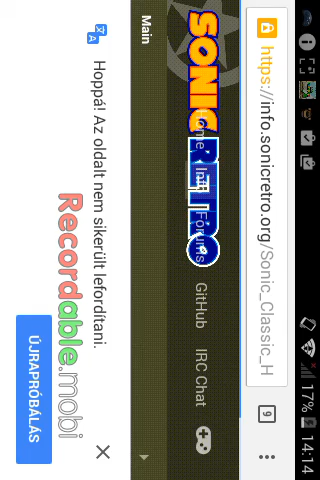 17% 14:14
https://info.sonicretro.org/Sonic_Classic_H
9
SONIC RETRO
Home Info Forums GitHub IRC Chat
Main
Hoppá! Az oldalt nem sikerült lefordítani.
Recordable.mobi
ÚJRAPRÓBÁLÁS